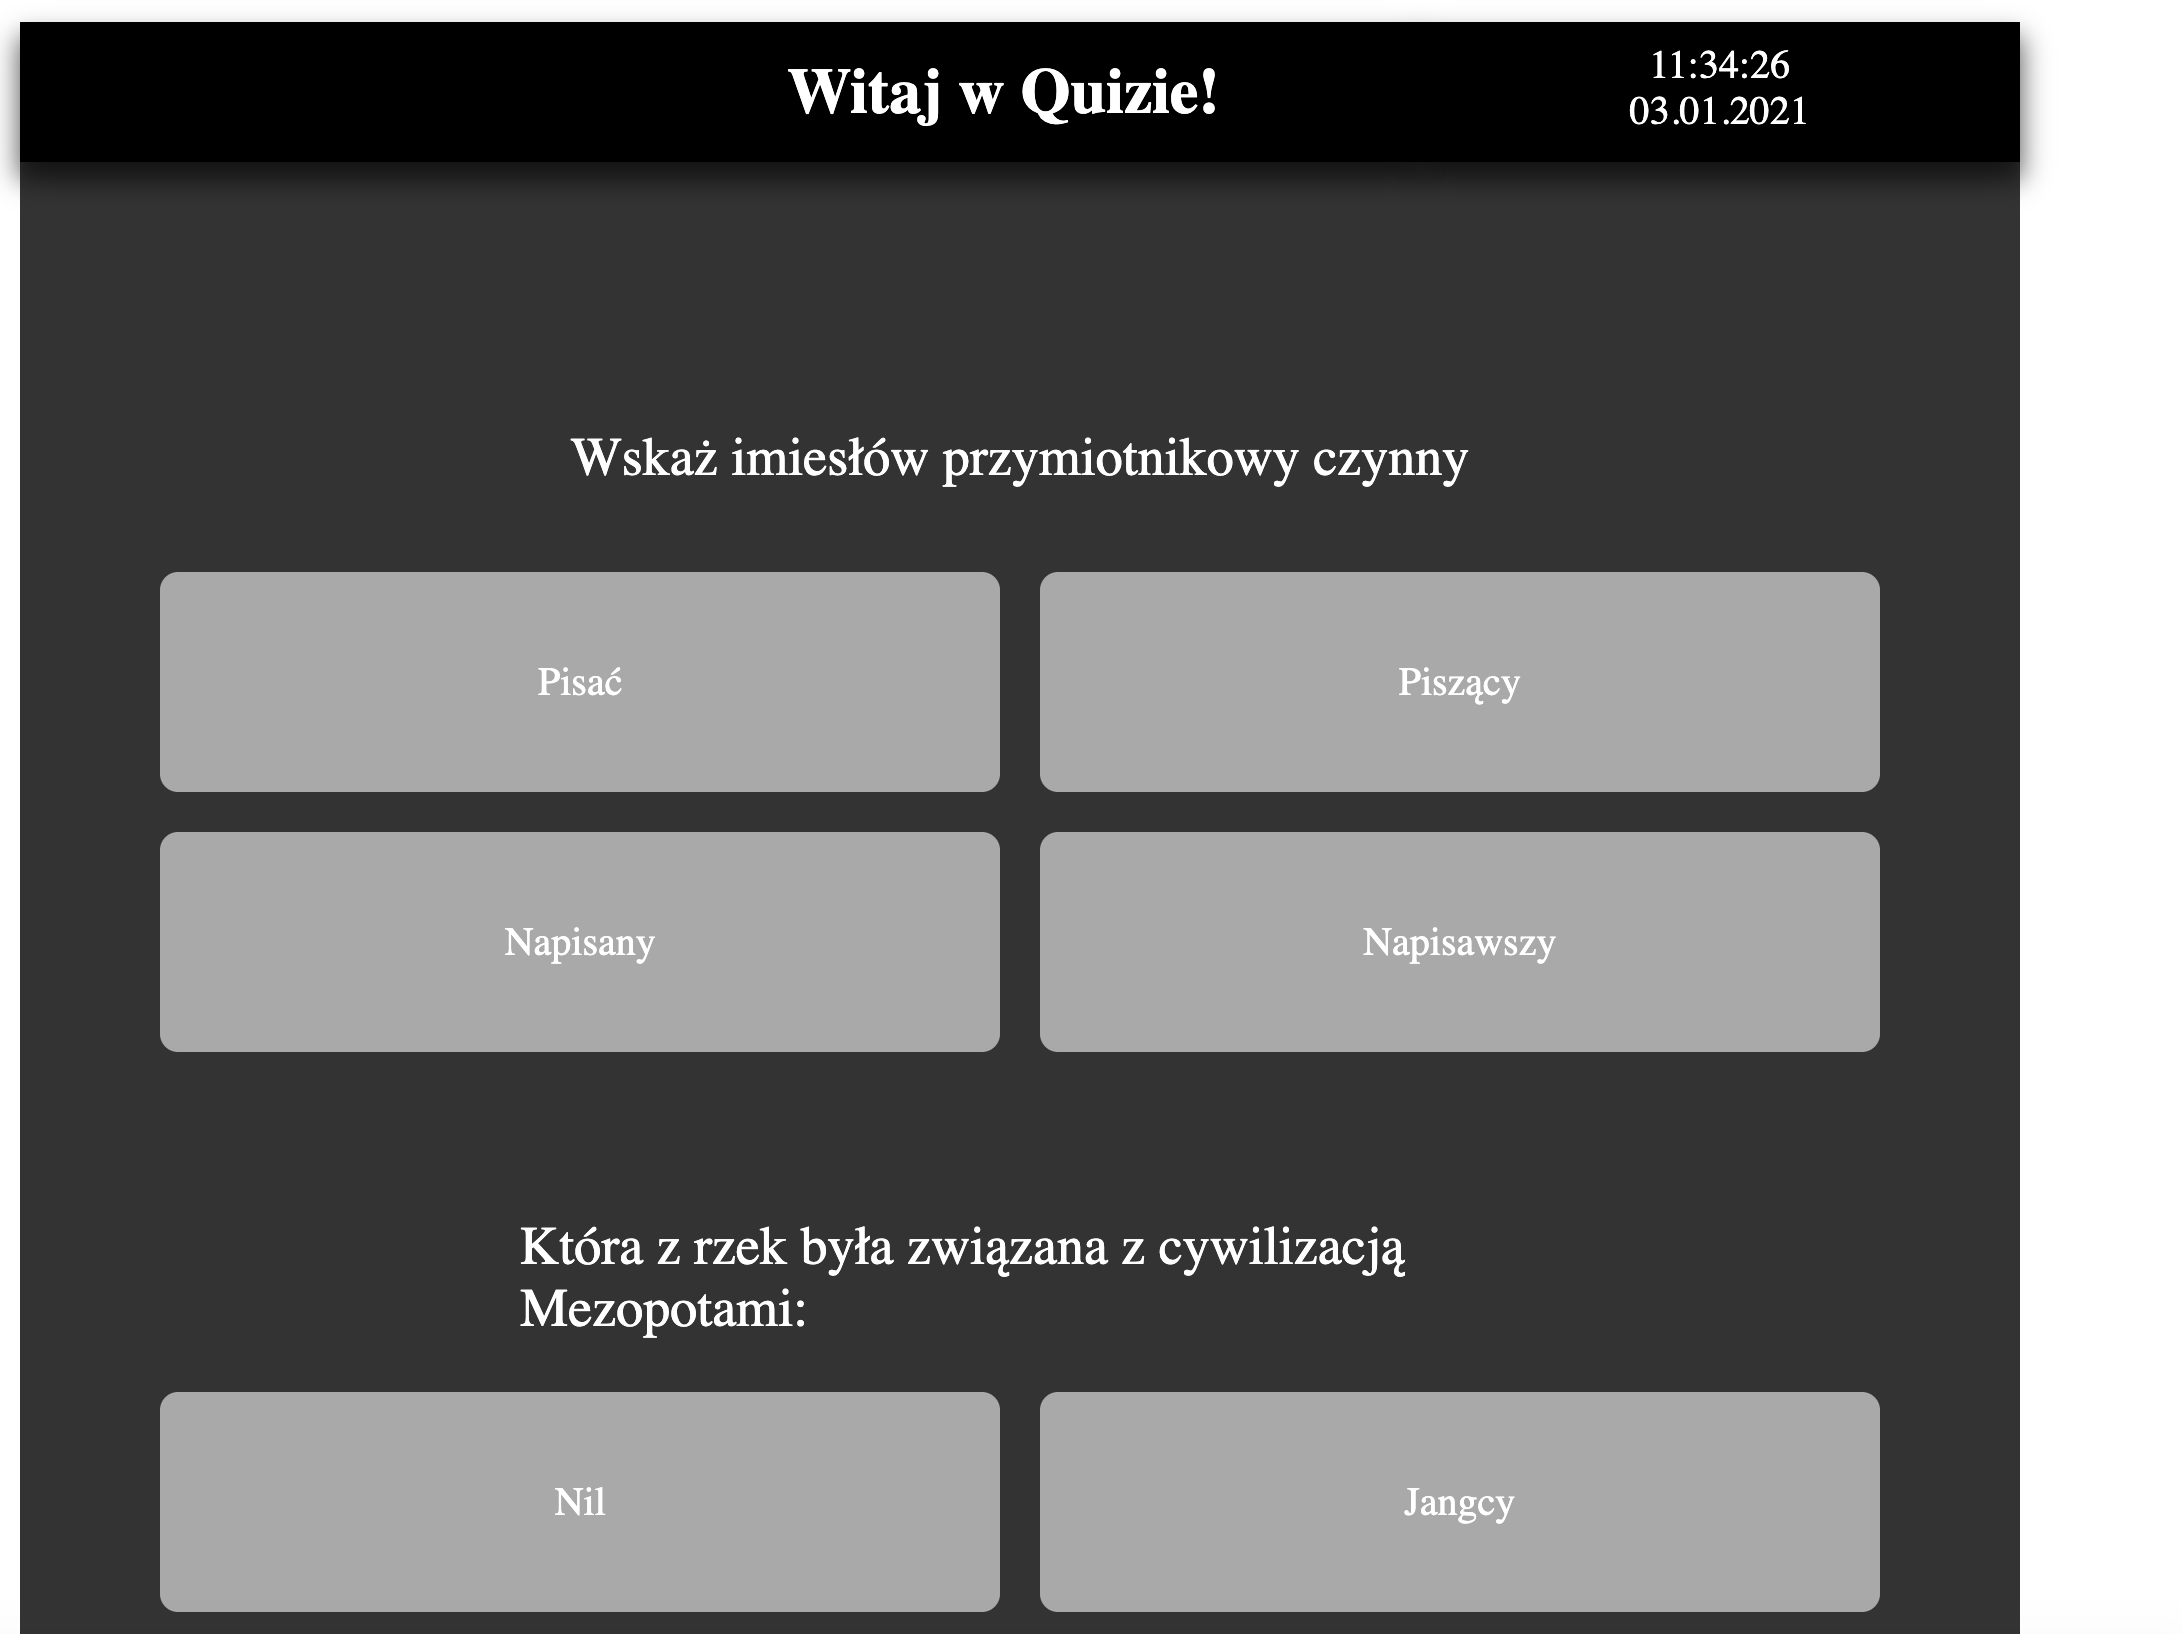 Witaj w Quizie!
11:34:26
03.01.2021
Wskaż imiesłów przymiotnikowy czynny
Pisać
Piszący
Napisany
Napisawszy
Która z rzek była związana z cywilizacją
Mezopotami:
Nil
Jangcy